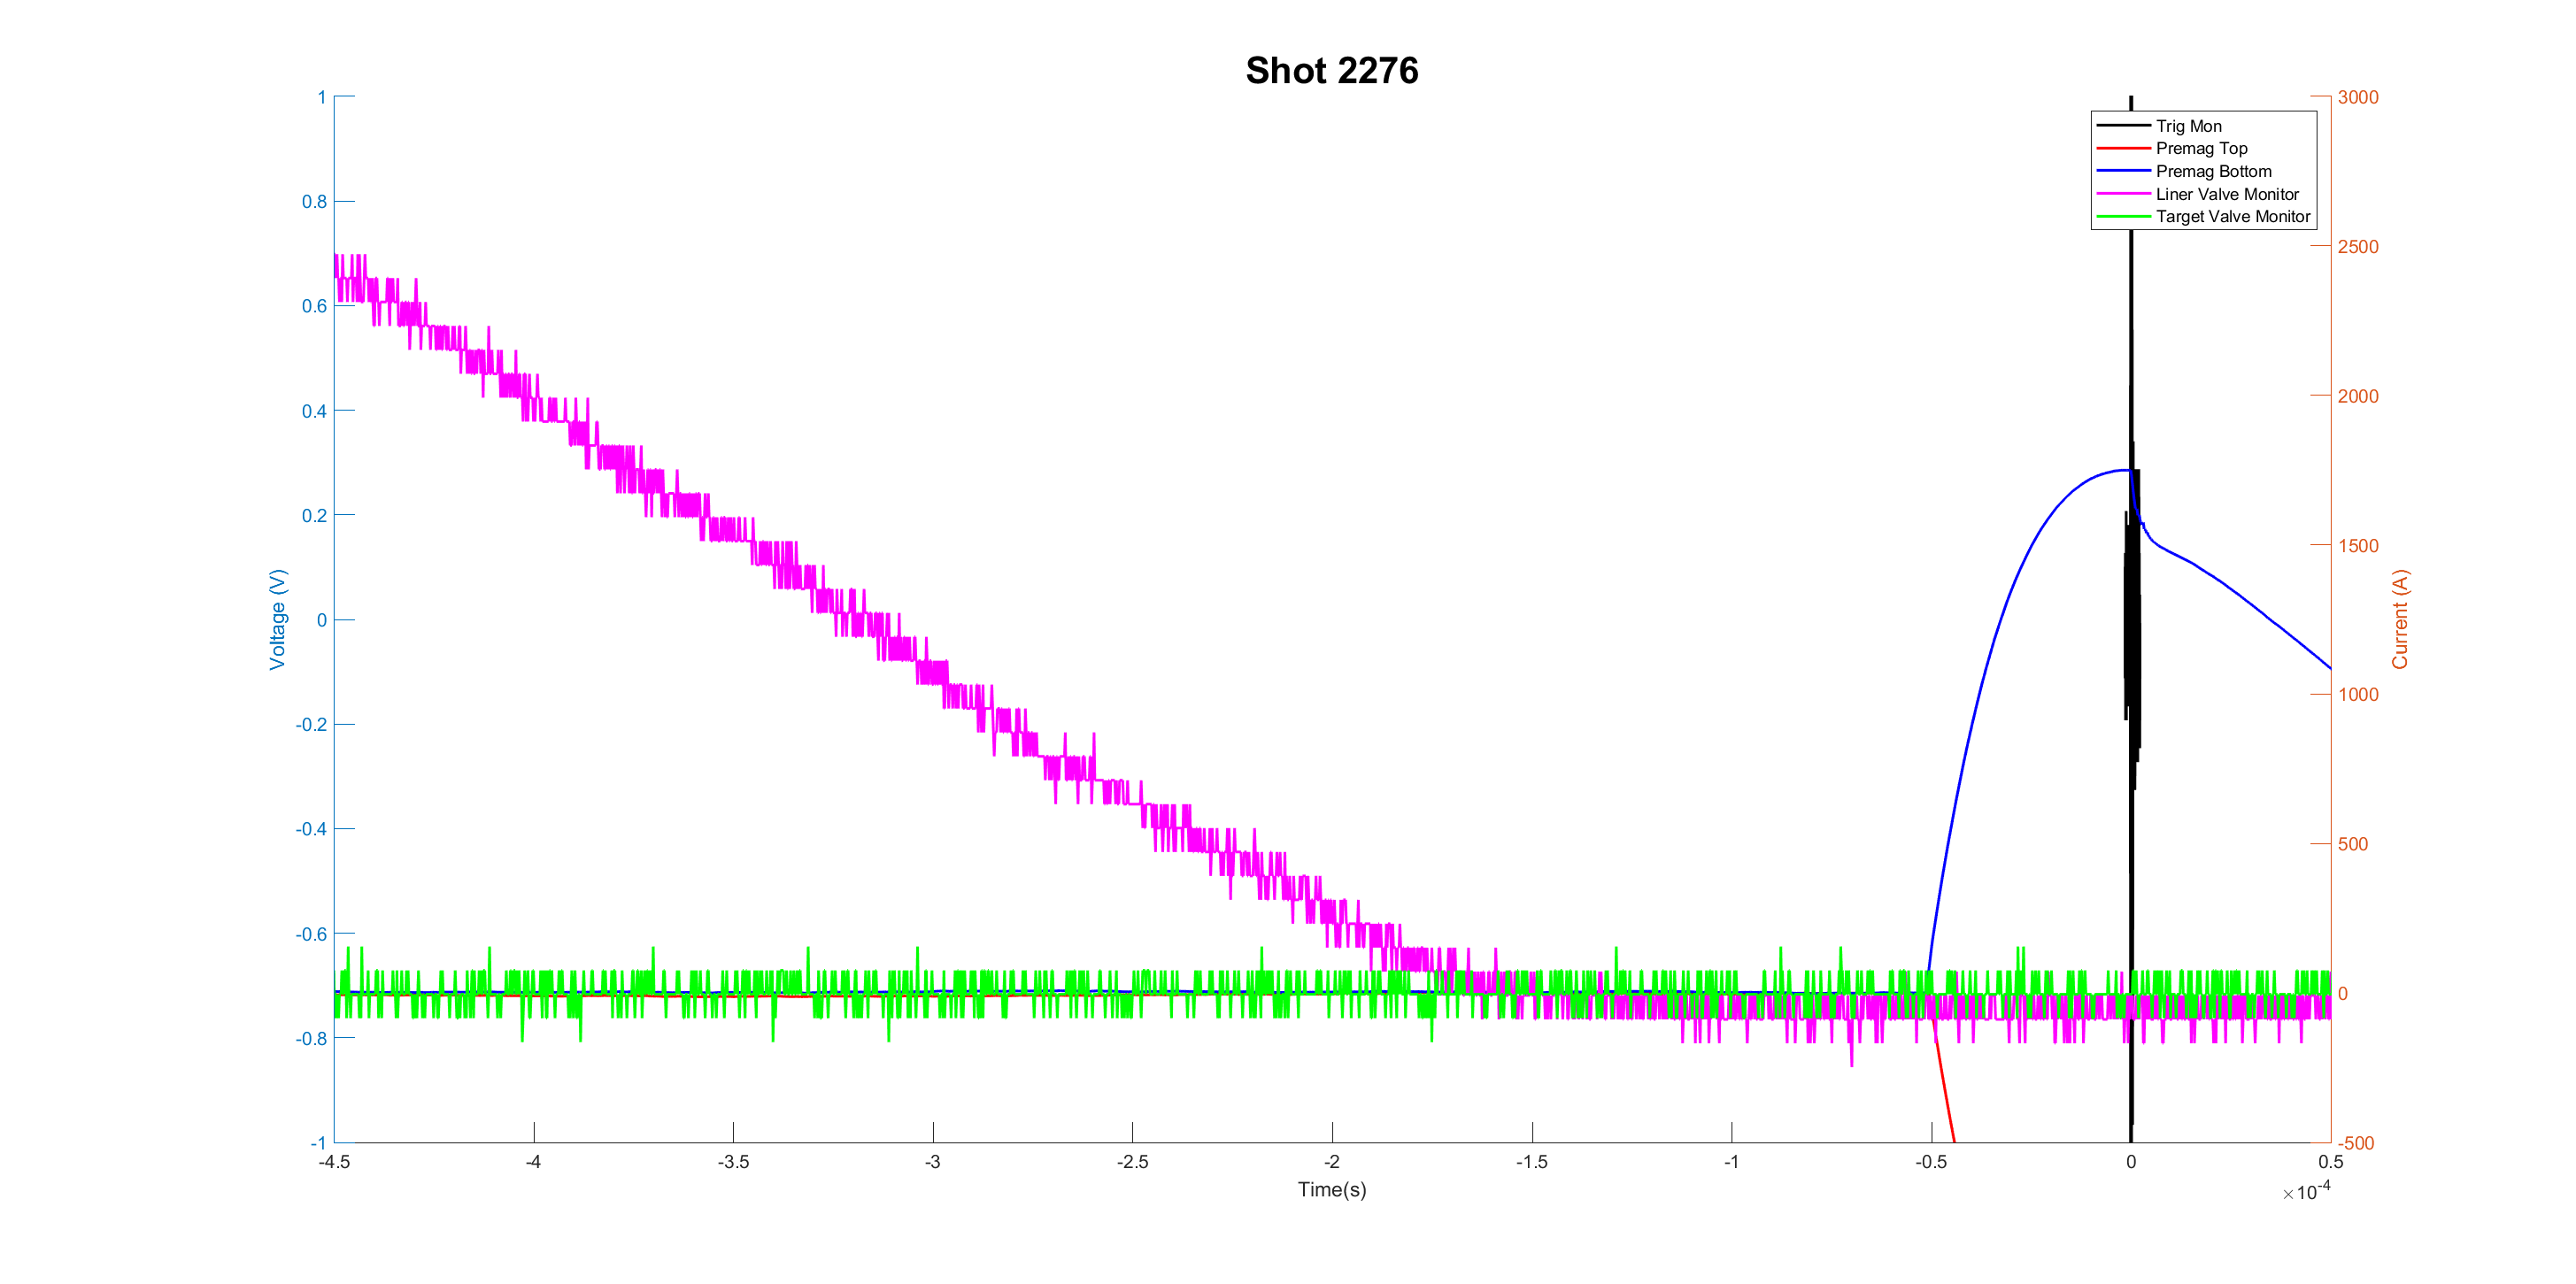 Shot 2276
1
0.8
0.6
0.4
0.2
0
-0.2
-0.4
-0.6
-0.8
-1
Voltage (V)
3000
2500
2000
1500
1000
500
0
-500
Current (A)
Trig Mon
Premag Top
Premag Bottom
Liner Valve Monitor
Target Valve Monitor
-4.5 -4 -3.5 -3 -2.5 -2 -1.5 -1 -0.5 0 0.5
Time(s)
×10-4